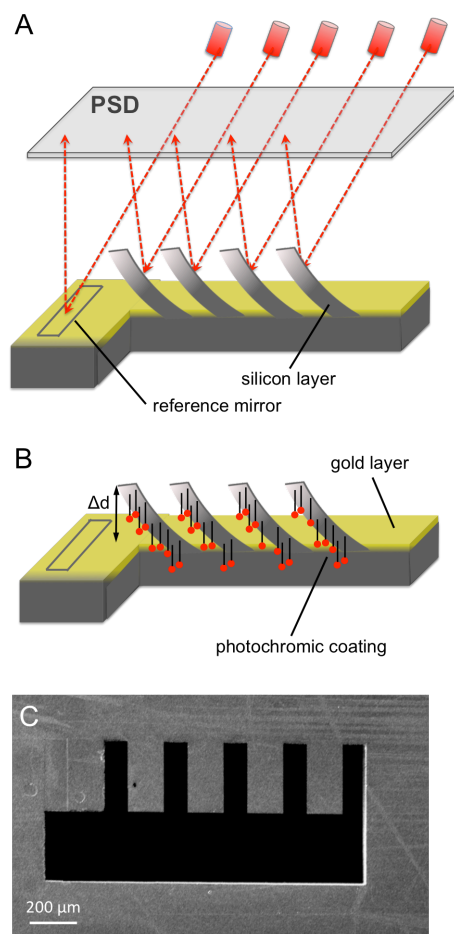 A
PSD
silicon layer
reference mirror
B
gold layer
Δd
photochromic coating
C
200 µm